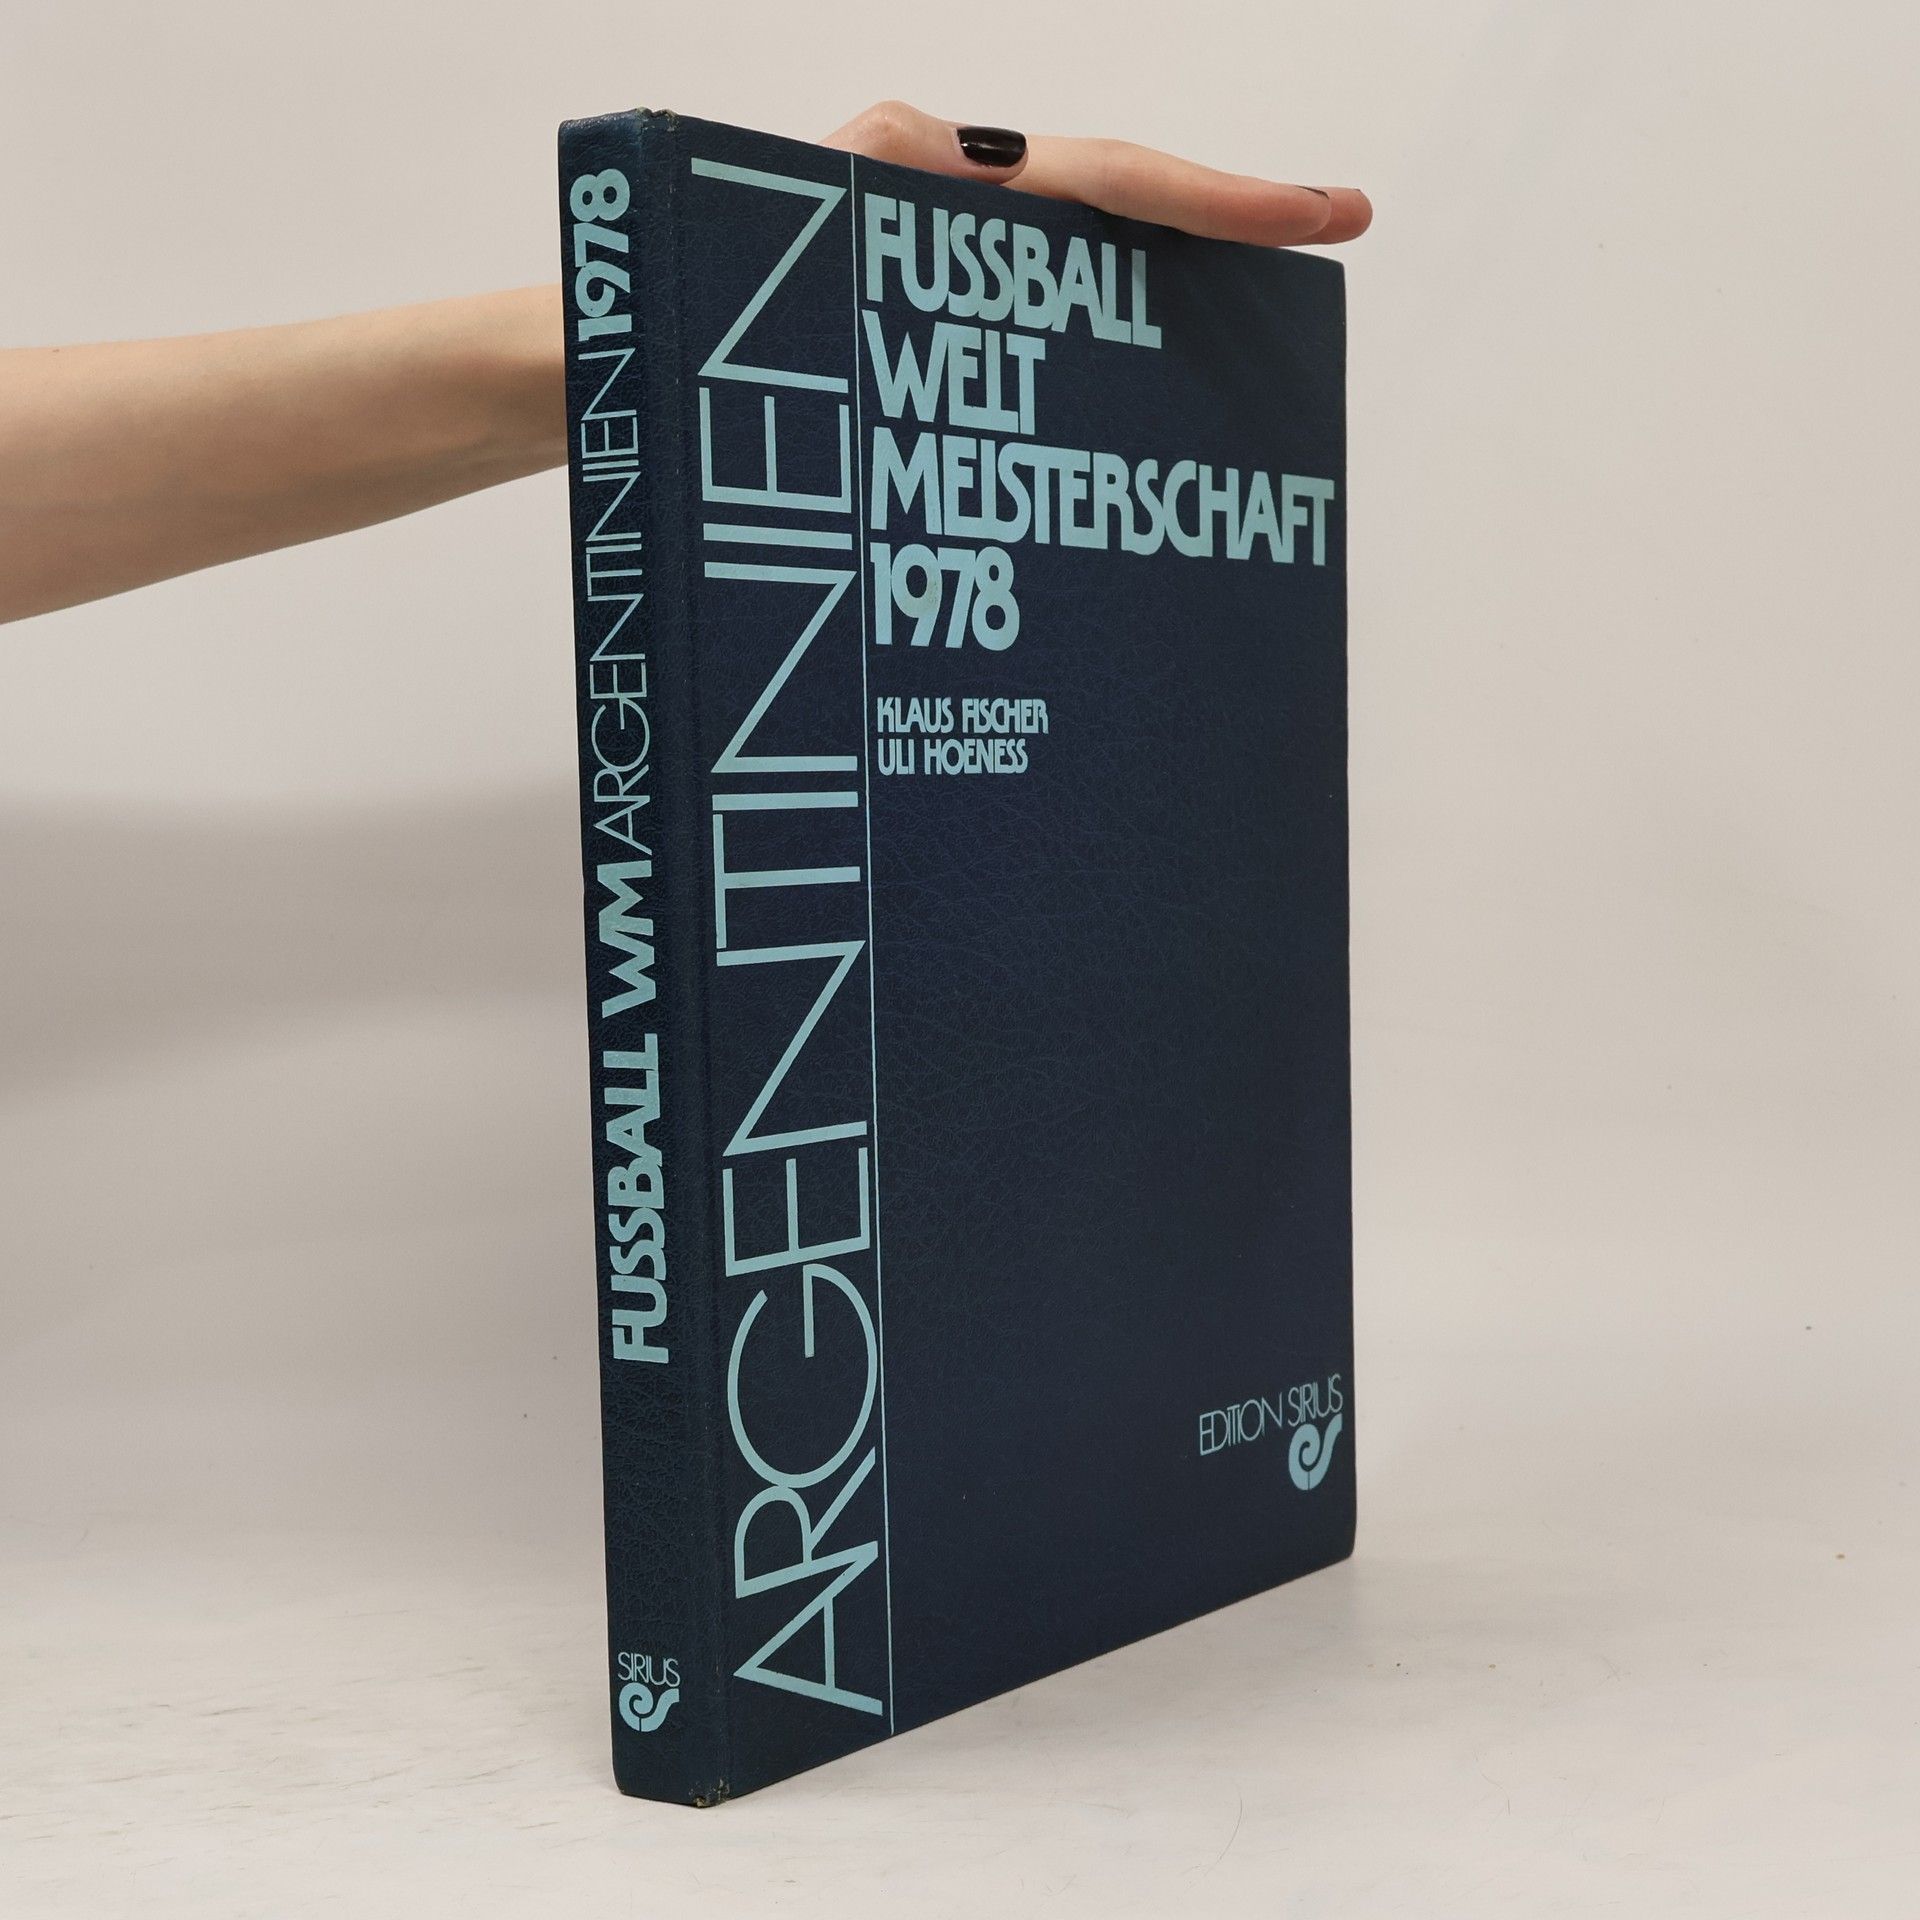 FUSSBALL WM ARGENTINIEN 1978
SIRIUS
ARGENTINIEN
FUSSBALL
WELT
MEISTERSCHAFT
1978
KLAUS FISCHER
ULI HOENESS
EDITION SIRIUS